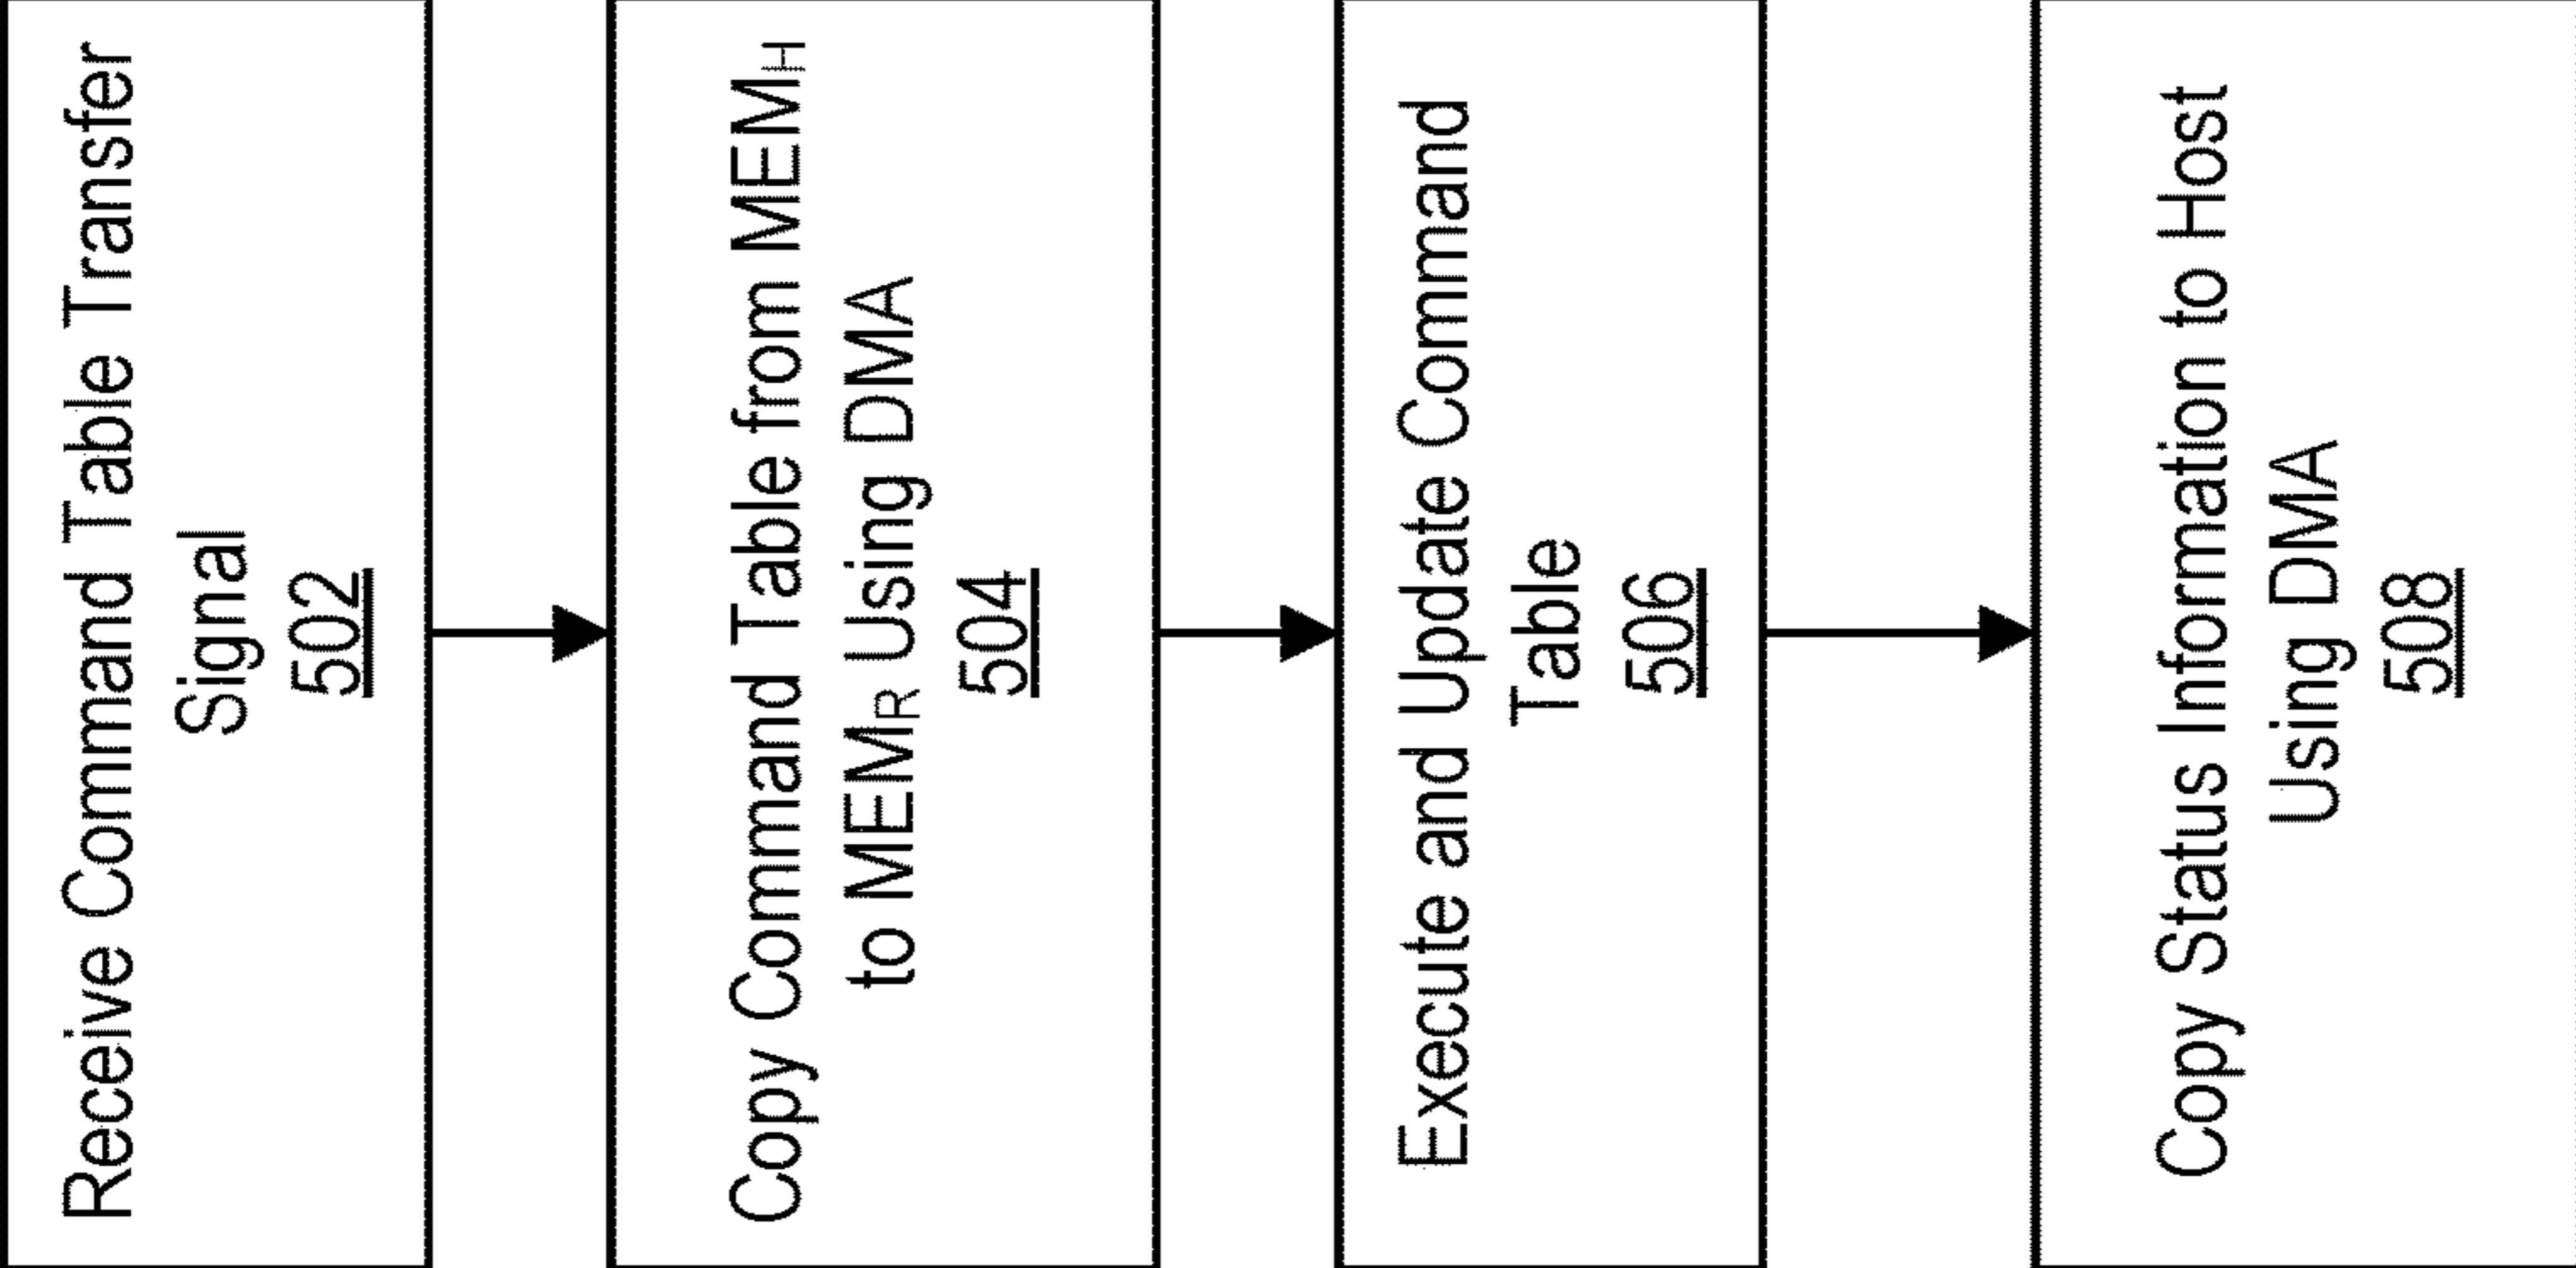 Receive Command Table Transfer
Signal
502
Copy Command Table from MEMH
to MEMR Using DMA
504
Execute and Update Command
Table
506
Copy Status Information to Host
Using DMA
508